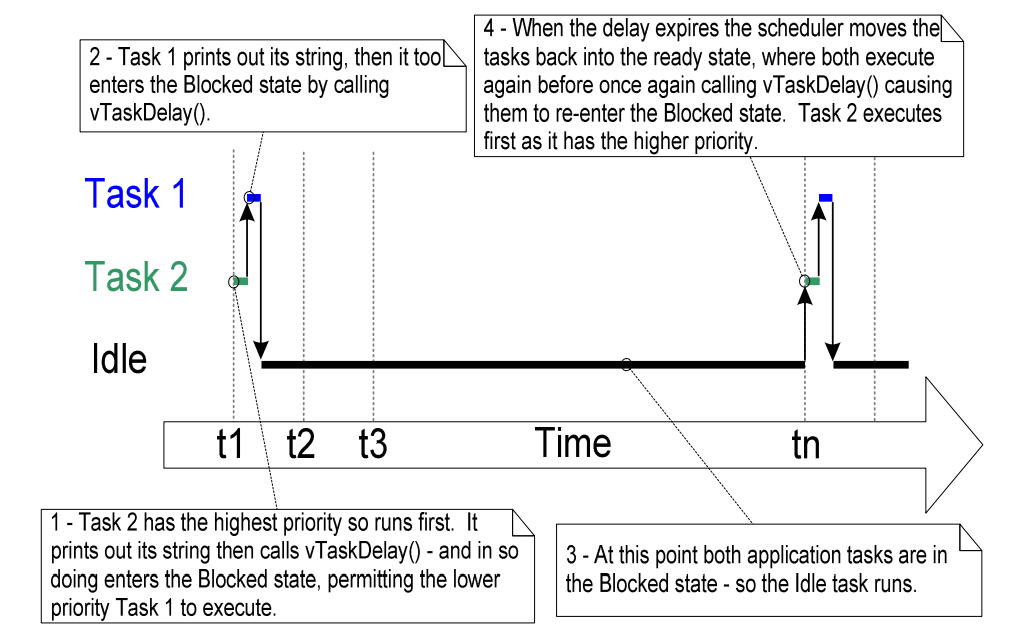 2 - Task 1 prints out its string, then it too
enters the Blocked state by calling
vTaskDelay().
4 - When the delay expires the scheduler moves the
tasks back into the ready state, where both execute
again before once again calling vTaskDelay() causing
them to re-enter the Blocked state.  Task 2 executes
first as it has the higher priority.
Task 1
Task 2
Idle
t1 t2 t3 Time tn
1 - Task 2 has the highest priority so runs first.  It
prints out its string then calls vTaskDelay() - and in so
doing enters the Blocked state, permitting the lower
priority Task 1 to execute.
3 - At this point both application tasks are in
the Blocked state - so the Idle task runs.